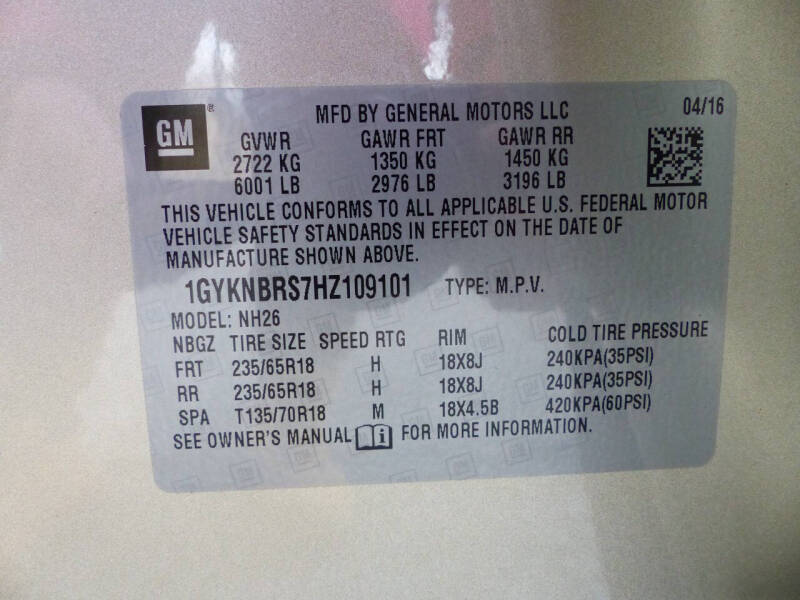 GM ® MFD BY GENERAL MOTORS LLC 04/16
GVWR GAWR FRT GAWR RR
2722 KG 1350 KG 1450 KG
6001 LB 2976 LB 3196 LB
THIS VEHICLE CONFORMS TO ALL APPLICABLE U.S. FEDERAL MOTOR
VEHICLE SAFETY STANDARDS IN EFFECT ON THE DATE OF
MANUFACTURE SHOWN ABOVE.
1GYKNBRS7HZ109101 TYPE: M.P.V.
MODEL: NH26
NBGZ TIRE SIZE SPEED RTG RIM COLD TIRE PRESSURE
FRT 235/65R18 H 18X8J 240KPA(35PSI)
RR 235/65R18 H 18X8J 240KPA(35PSI)
SPA T135/70R18 M 18X4.5B 420KPA(60PSI)
SEE OWNER'S MANUAL FOR MORE INFORMATION.